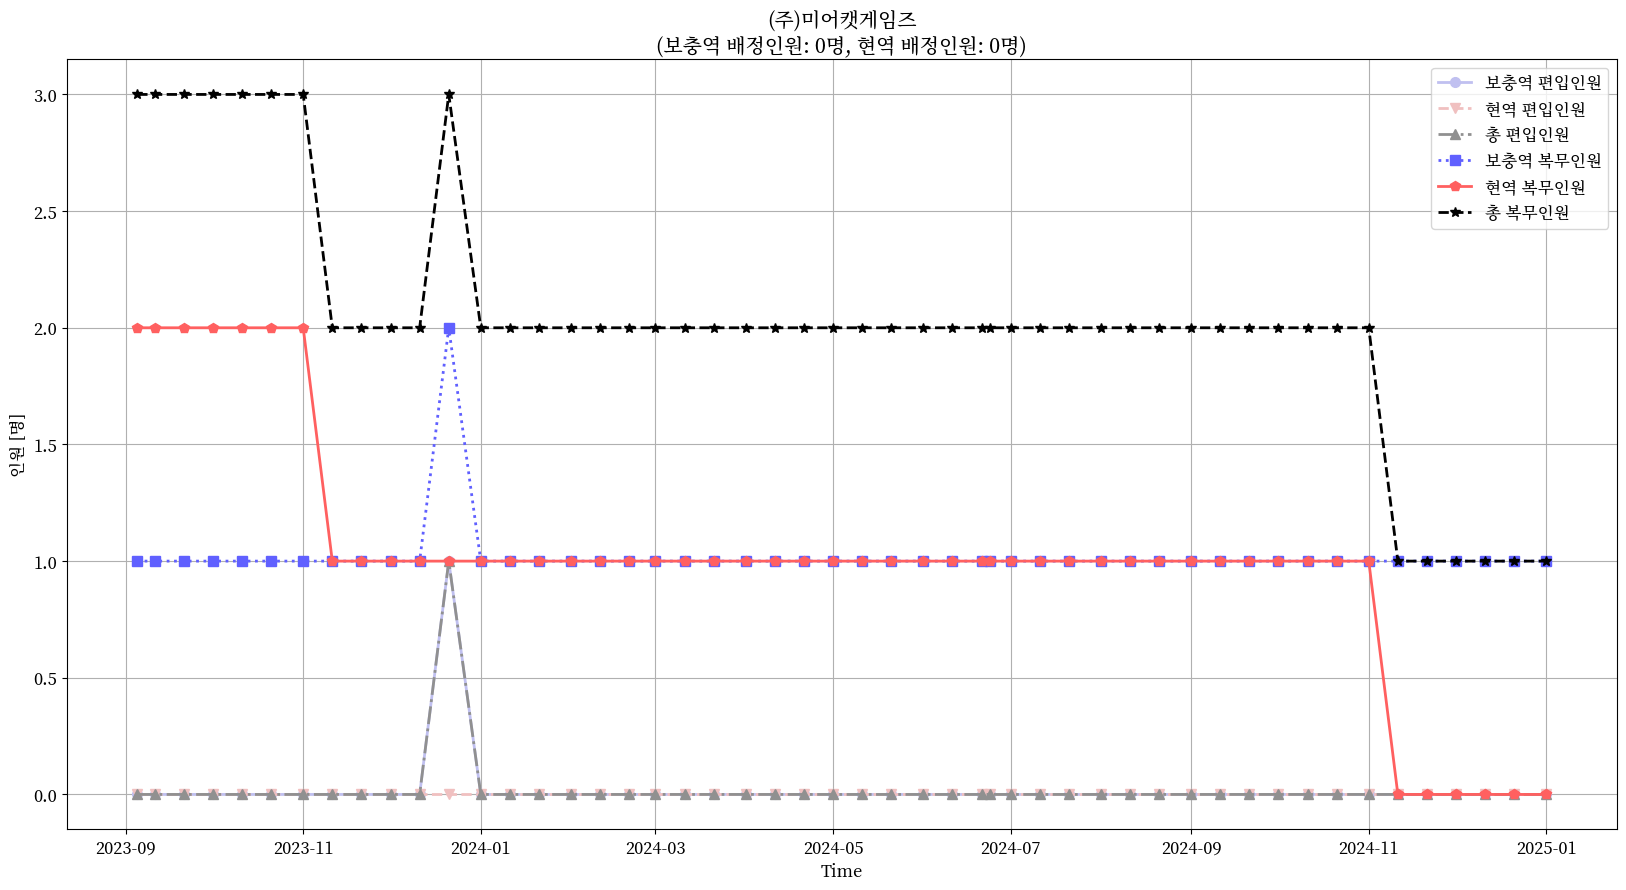 (주)미어캣게임즈
(보충역 배정인원: 0명, 현역 배정인원: 0명)
보충역 편입인원
현역 편입인원
총 편입인원
보충역 복무인원
현역 복무인원
총 복무인원
인원 [명]
3.0
2.5
2.0
1.5
1.0
0.5
0.0
2023-09 2023-11 2024-01 2024-03 2024-05 2024-07 2024-09 2024-11 2025-01
Time